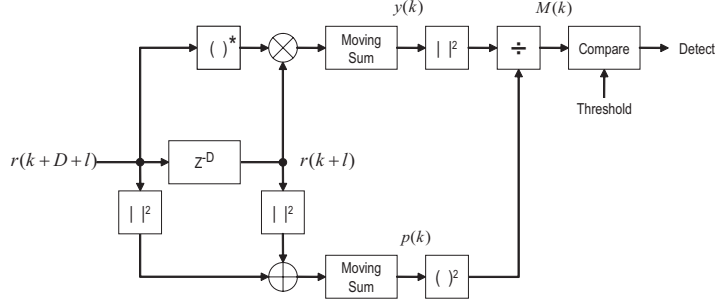 y(k)
M(k)
( )*
Moving
Sum
| |²
÷
Compare
Detect
Threshold
r(k+D+l)
Z⁻ᴰ
r(k+l)
| |²
| |²
p(k)
Moving
Sum
( )²